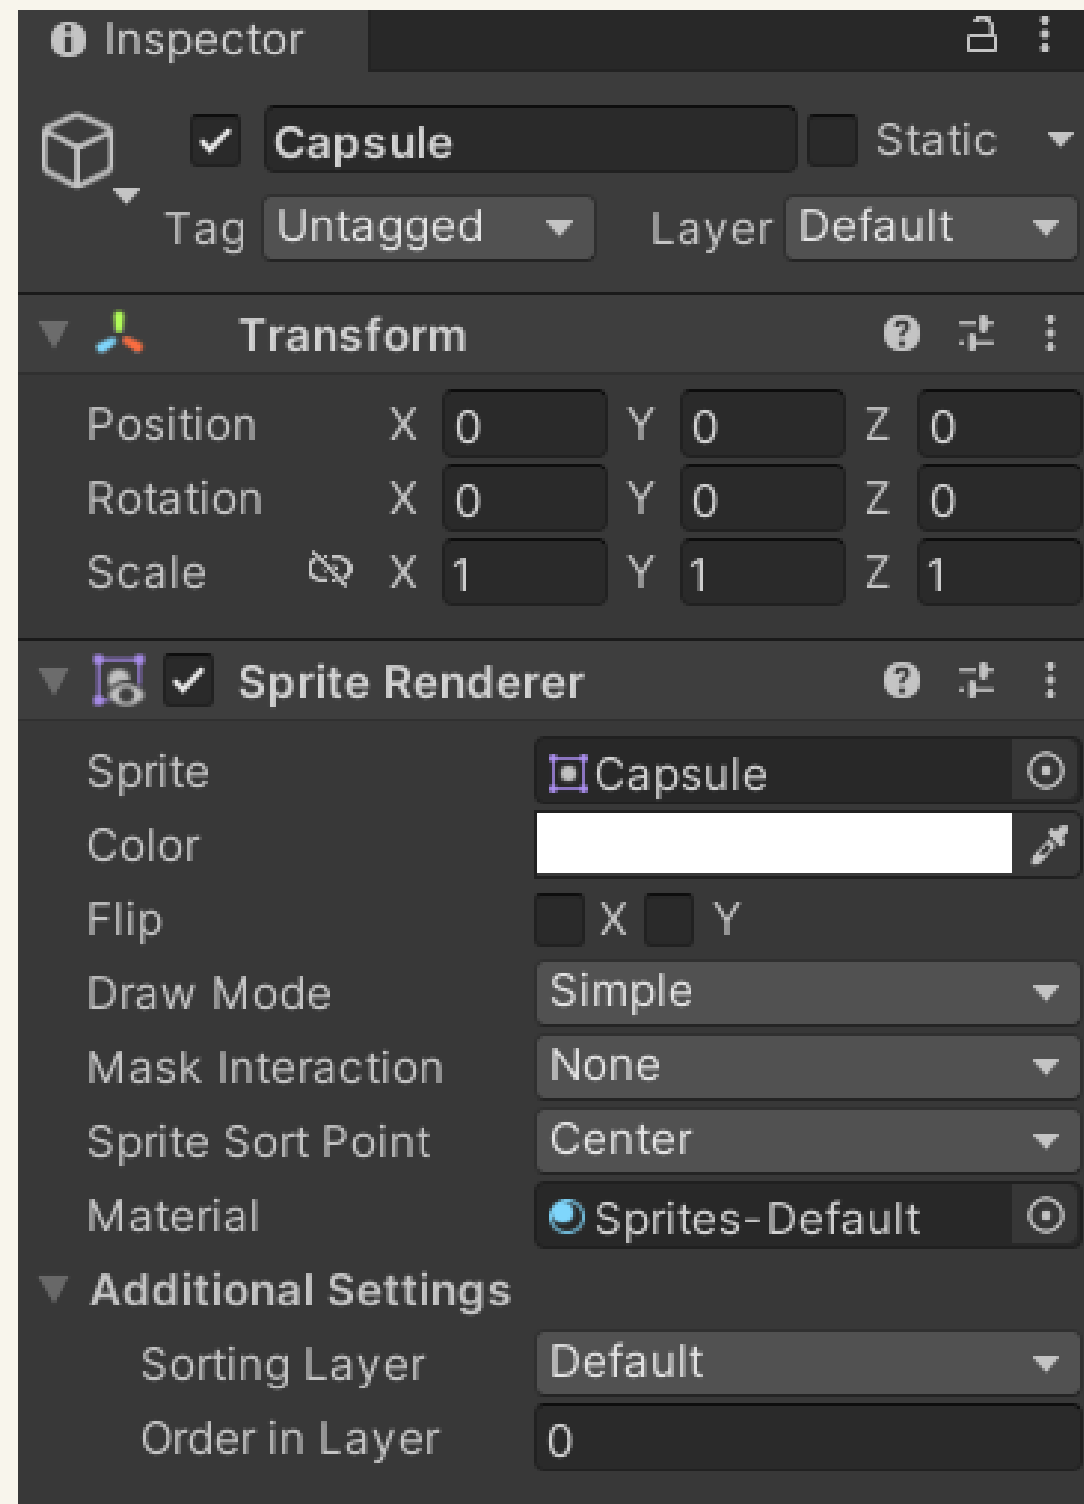 Inspector
Capsule Static
Tag Untagged Layer Default
Transform
Position X 0 Y 0 Z 0
Rotation X 0 Y 0 Z 0
Scale X 1 Y 1 Z 1
Sprite Renderer
Sprite Capsule
Color
Flip X Y
Draw Mode Simple
Mask Interaction None
Sprite Sort Point Center
Material Sprites-Default
Additional Settings
Sorting Layer Default
Order in Layer 0